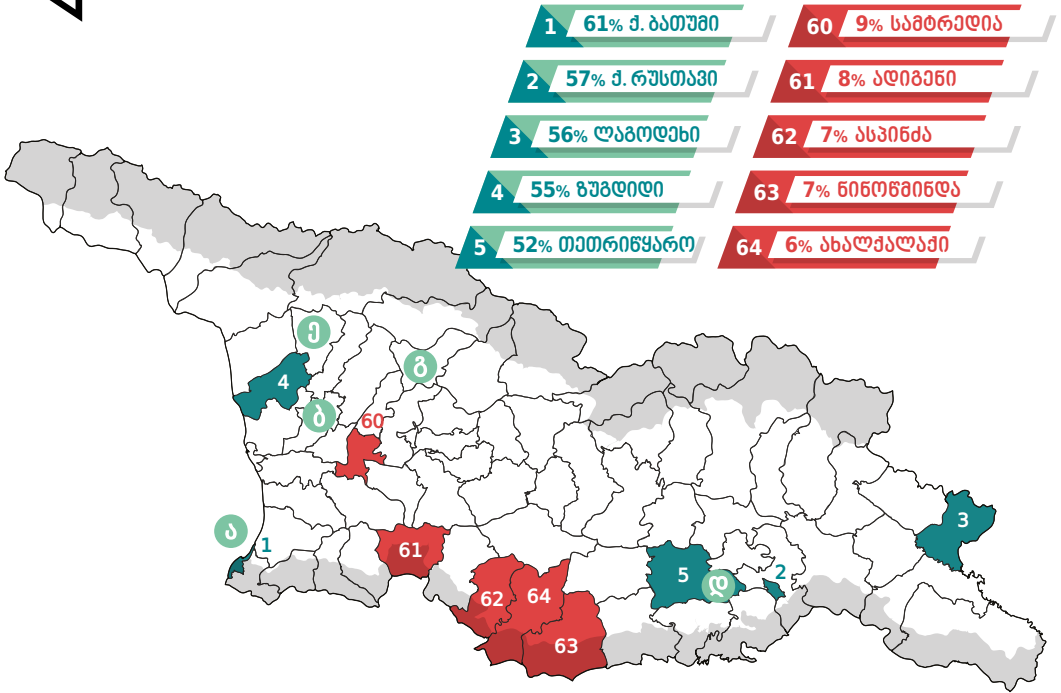 1 61% ქ. ბათუმი
2 57% ქ. რუსთავი
3 56% ლაგოდეხი
4 55% ზუგდიდი
5 52% თეთრიწყარო
60 9% სამტრედია
61 8% ადიგენი
62 7% ასპინძა
63 7% ნინოწმინდა
64 6% ახალქალაქი
ე
გ
4
ბ
60
3
ა
1
61
5
დ
2
62
64
63